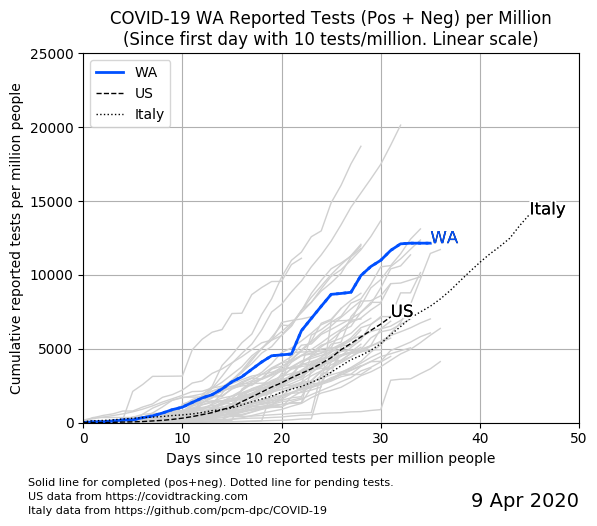 COVID-19 WA Reported Tests (Pos + Neg) per Million
(Since first day with 10 tests/million. Linear scale)
Cumulative reported tests per million people
25000
20000
15000
10000
5000
0
WA
US
Italy
Italy
WA
US
0 10 20 30 40 50
Days since 10 reported tests per million people
Solid line for completed (pos+neg). Dotted line for pending tests.
US data from https://covidtracking.com
Italy data from https://github.com/pcm-dpc/COVID-19
9 Apr 2020